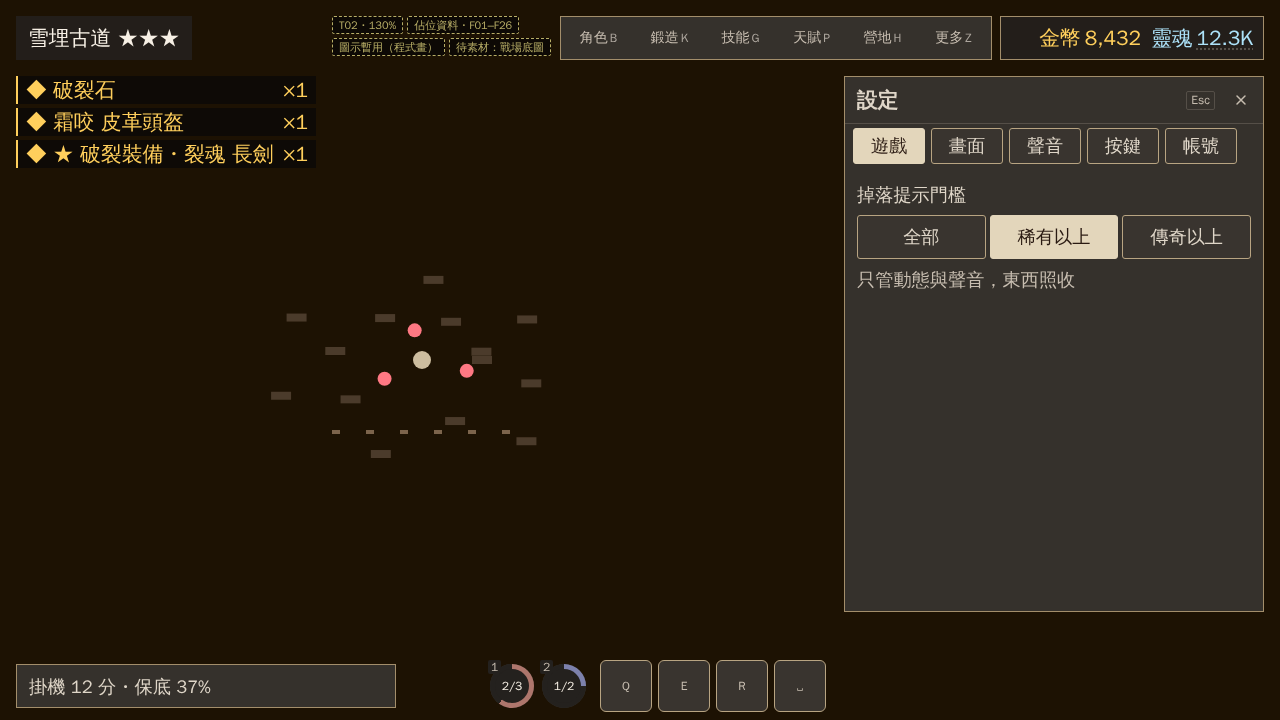 雪埋古道 ★★★
T02・130% 佔位資料・F01–F26
圖示暫用（程式畫） 待素材：戰場底圖
角色B 鍛造K 技能G 天賦P 營地H 更多Z
金幣 8,432 靈魂 12.3K
◆ 破裂石 ×1
◆ 霜咬 皮革頭盔 ×1
◆ ★ 破裂裝備・裂魂 長劍 ×1
設定 Esc ×
遊戲 畫面 聲音 按鍵 帳號
掉落提示門檻
全部 稀有以上 傳奇以上
只管動態與聲音，東西照收
掛機 12 分・保底 37%
1 2/3 2 1/2 Q E R ⎵